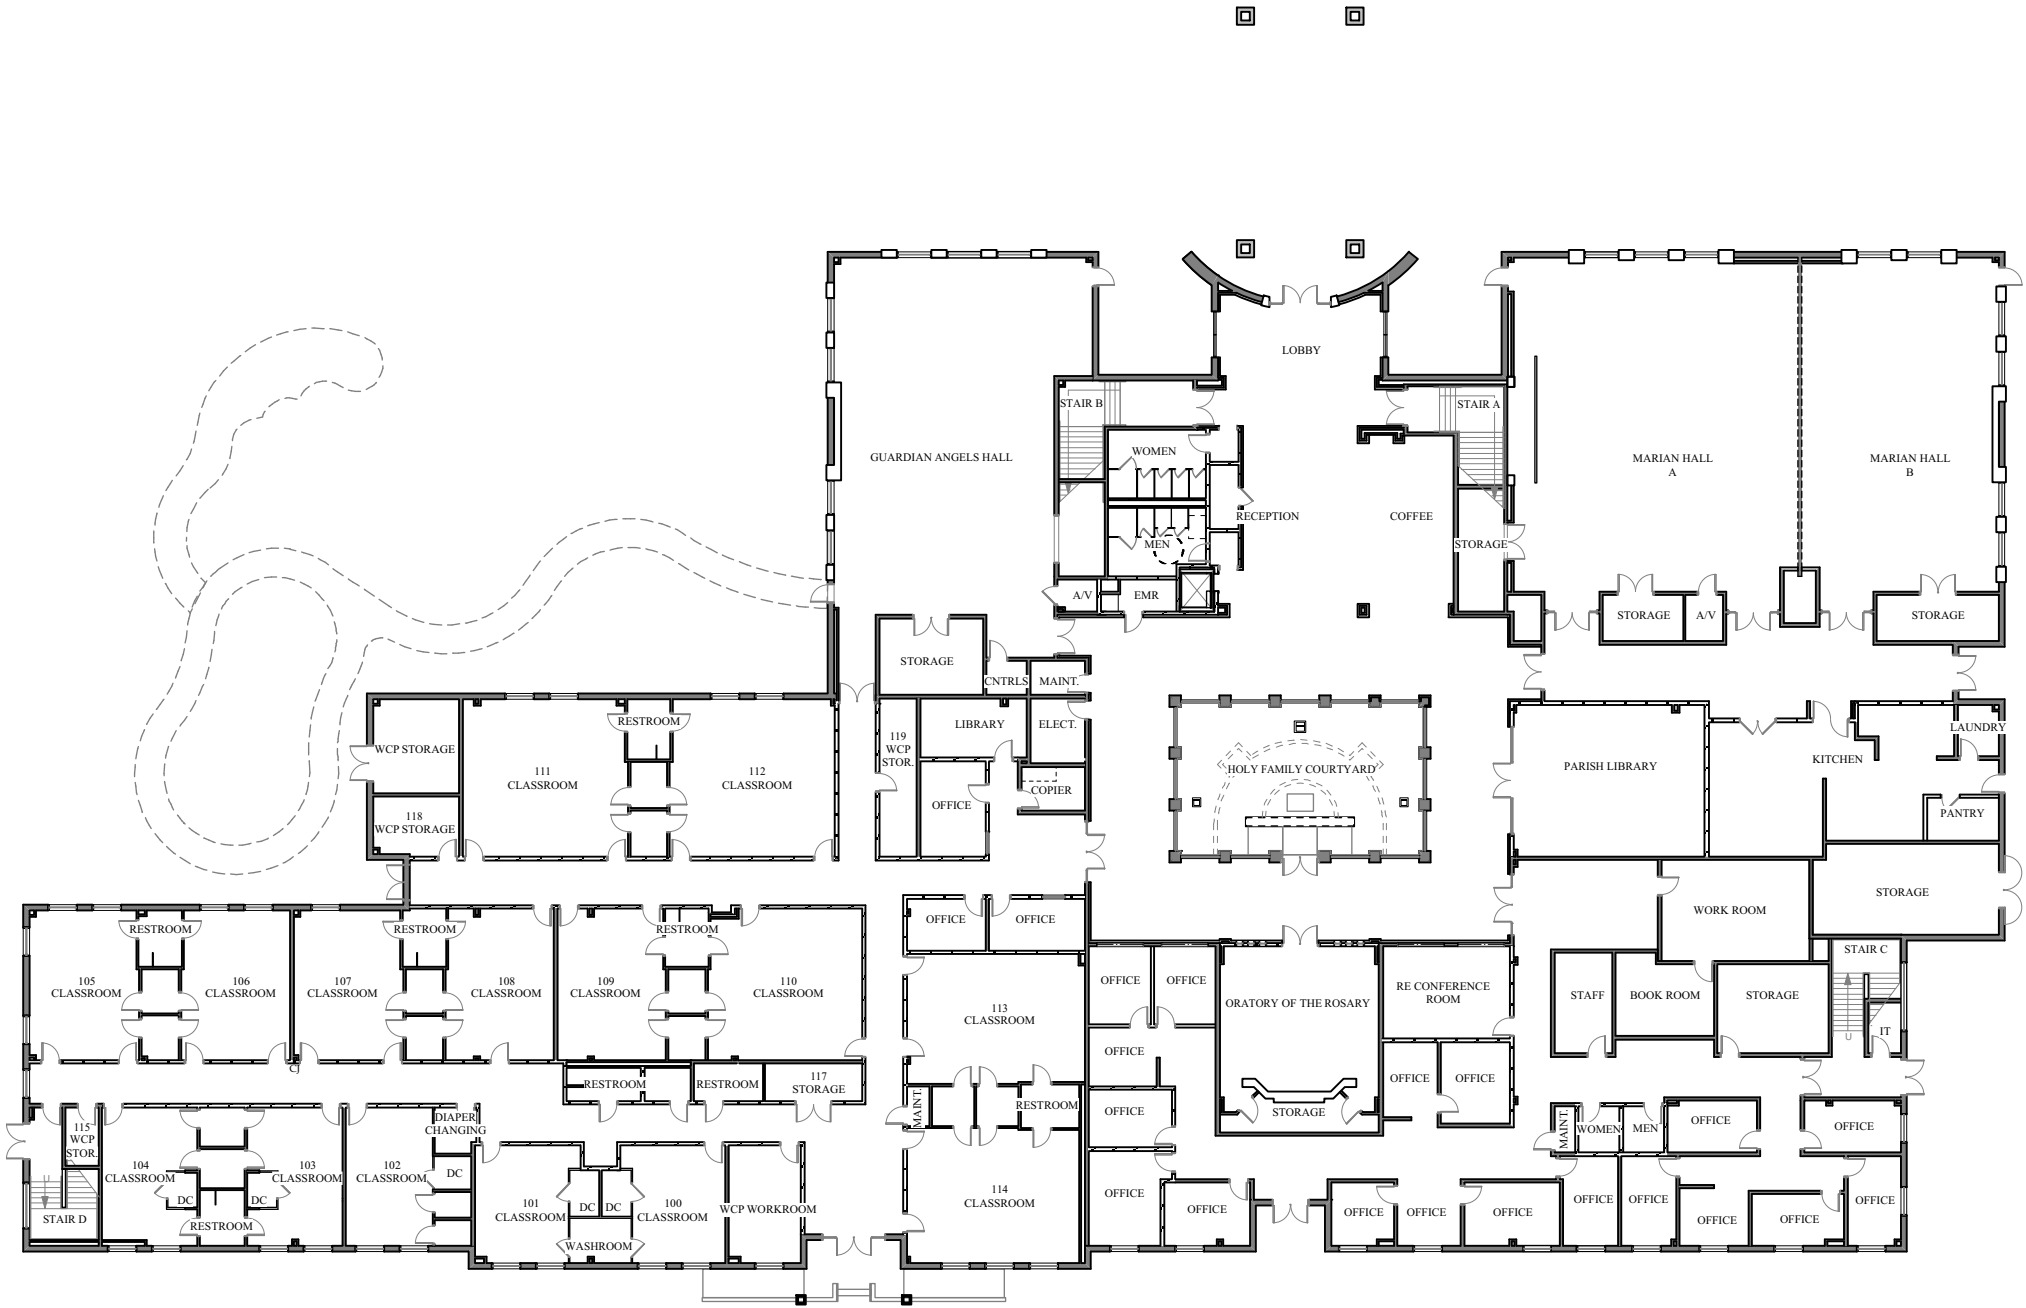 LOBBY
STAIR B
STAIR A
WOMEN
GUARDIAN ANGELS HALL
MARIAN HALL
A
MARIAN HALL
B
RECEPTION
COFFEE
MEN
STORAGE
A/V
EMR
STORAGE
A/V
STORAGE
STORAGE
CNTRLS
MAINT.
RESTROOM
LIBRARY
ELECT.
LAUNDRY
WCP STORAGE
119
WCP
STOR.
KITCHEN
111
CLASSROOM
112
CLASSROOM
HOLY FAMILY COURTYARD
PARISH LIBRARY
COPIER
OFFICE
PANTRY
118
WCP STORAGE
STORAGE
WORK ROOM
OFFICE
OFFICE
RESTROOM
RESTROOM
RESTROOM
STAIR C
105
CLASSROOM
106
CLASSROOM
107
CLASSROOM
108
CLASSROOM
109
CLASSROOM
110
CLASSROOM
OFFICE
OFFICE
ORATORY OF THE ROSARY
RE CONFERENCE
ROOM
STAFF
BOOK ROOM
STORAGE
113
CLASSROOM
IT
OFFICE
CJ
RESTROOM
RESTROOM
117
STORAGE
OFFICE
OFFICE
MAINT.
RESTROOM
OFFICE
STORAGE
DIAPER
CHANGING
115
WCP
STOR.
MAINT.
WOMEN
MEN
OFFICE
OFFICE
104
CLASSROOM
103
CLASSROOM
102
CLASSROOM
DC
DC
DC
DC
DC
101
CLASSROOM
100
CLASSROOM
WCP WORKROOM
114
CLASSROOM
OFFICE
OFFICE
OFFICE
OFFICE
OFFICE
OFFICE
OFFICE
OFFICE
OFFICE
OFFICE
STAIR D
RESTROOM
WASHROOM